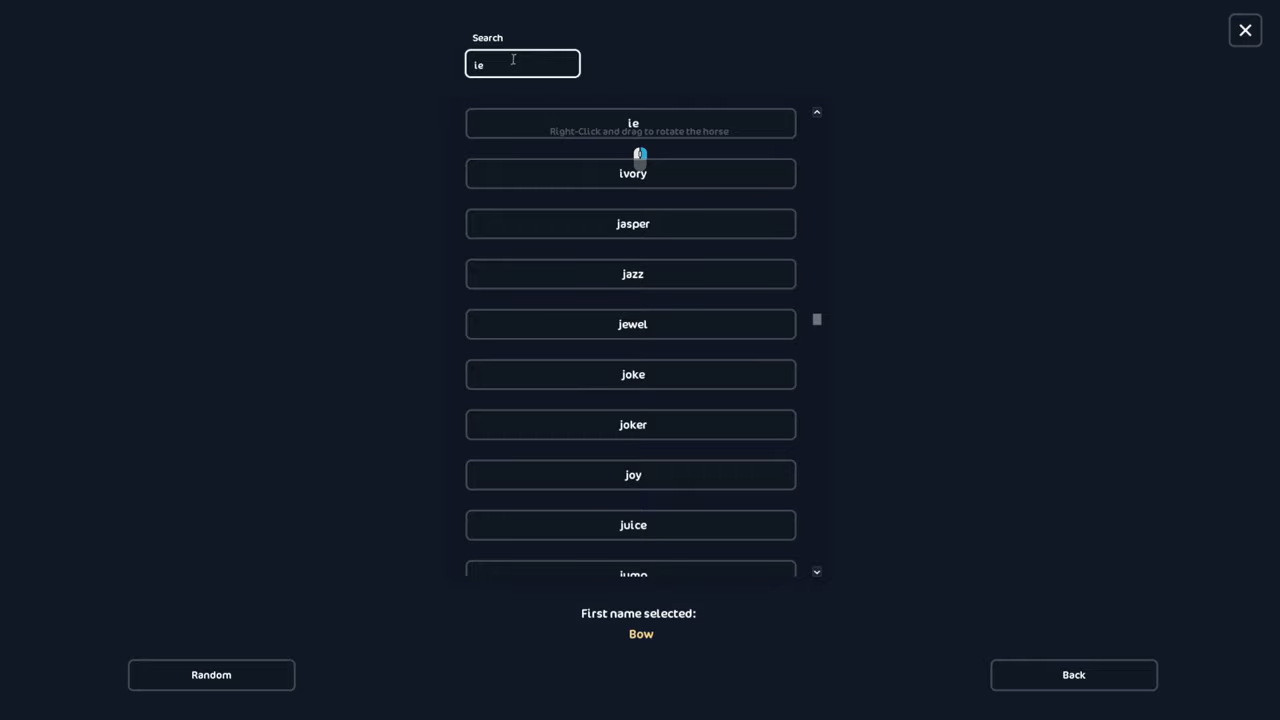 Search
ie
ie
Right-Click and drag to rotate the horse
ivory
jasper
jazz
jewel
joke
joker
joy
juice
jump
First name selected:
Bow
Random
Back